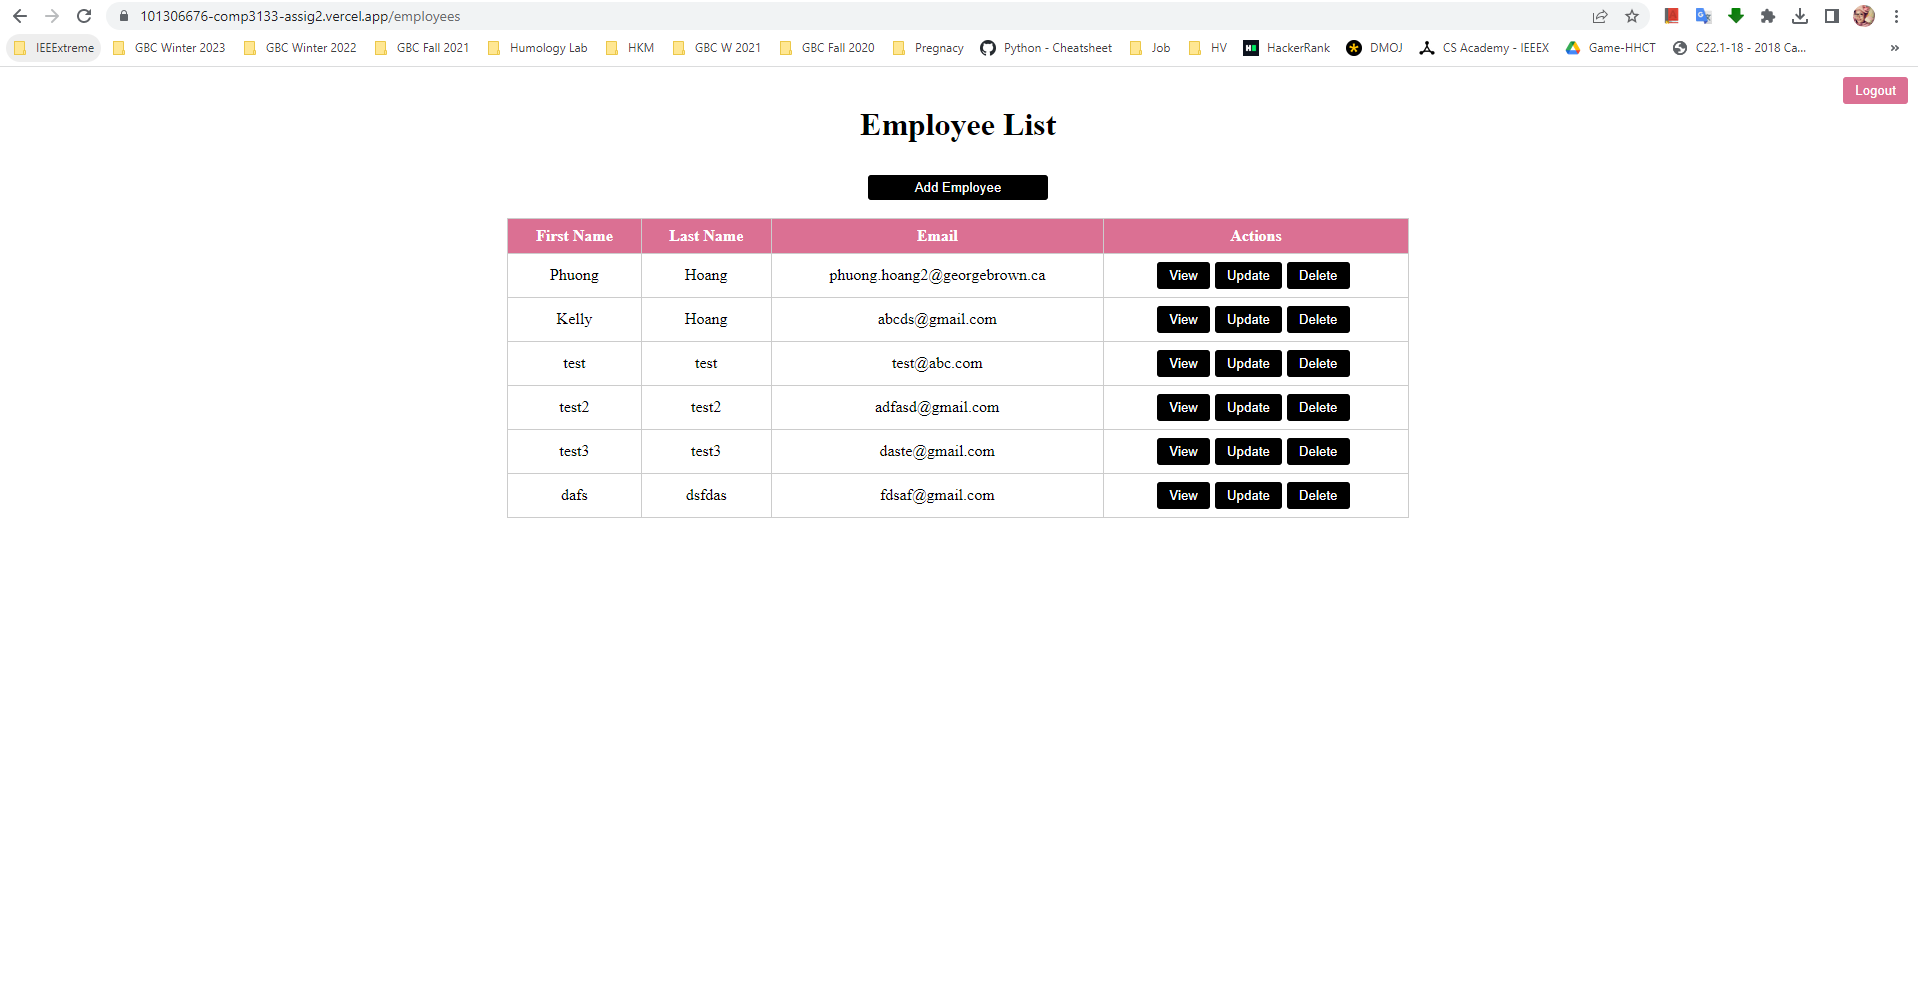 101306676-comp3133-assig2.vercel.app/employees
IEEExtreme GBC Winter 2023 GBC Winter 2022 GBC Fall 2021 Humology Lab HKM GBC W 2021 GBC Fall 2020 Pregnacy Python - Cheatsheet Job HV HackerRank DMOJ CS Academy - IEEEX Game-HHCT C22.1-18 - 2018 Ca... »
Logout
Employee List
Add Employee
First Name Last Name Email Actions
Phuong Hoang phuong.hoang2@georgebrown.ca View Update Delete
Kelly Hoang abcds@gmail.com View Update Delete
test test test@abc.com View Update Delete
test2 test2 adfasd@gmail.com View Update Delete
test3 test3 daste@gmail.com View Update Delete
dafs dsfdas fdsaf@gmail.com View Update Delete